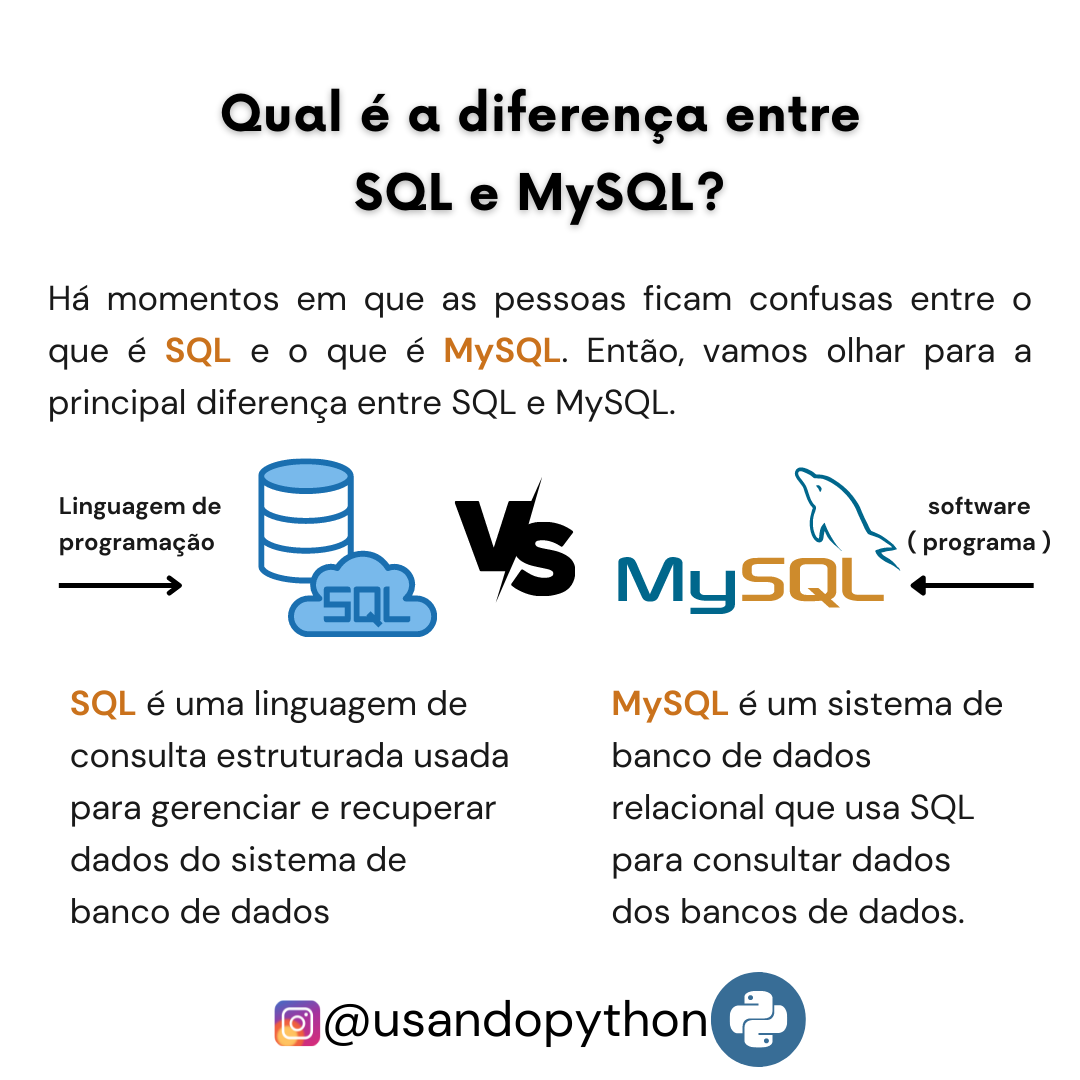 Qual é a diferença entre
SQL e MySQL?
Há momentos em que as pessoas ficam confusas entre o
que é SQL e o que é MySQL. Então, vamos olhar para a
principal diferença entre SQL e MySQL.
Linguagem de
programação
SQL
VS
MySQL
software
( programa )
SQL é uma linguagem de
consulta estruturada usada
para gerenciar e recuperar
dados do sistema de
banco de dados
MySQL é um sistema de
banco de dados
relacional que usa SQL
para consultar dados
dos bancos de dados.
@usandopython